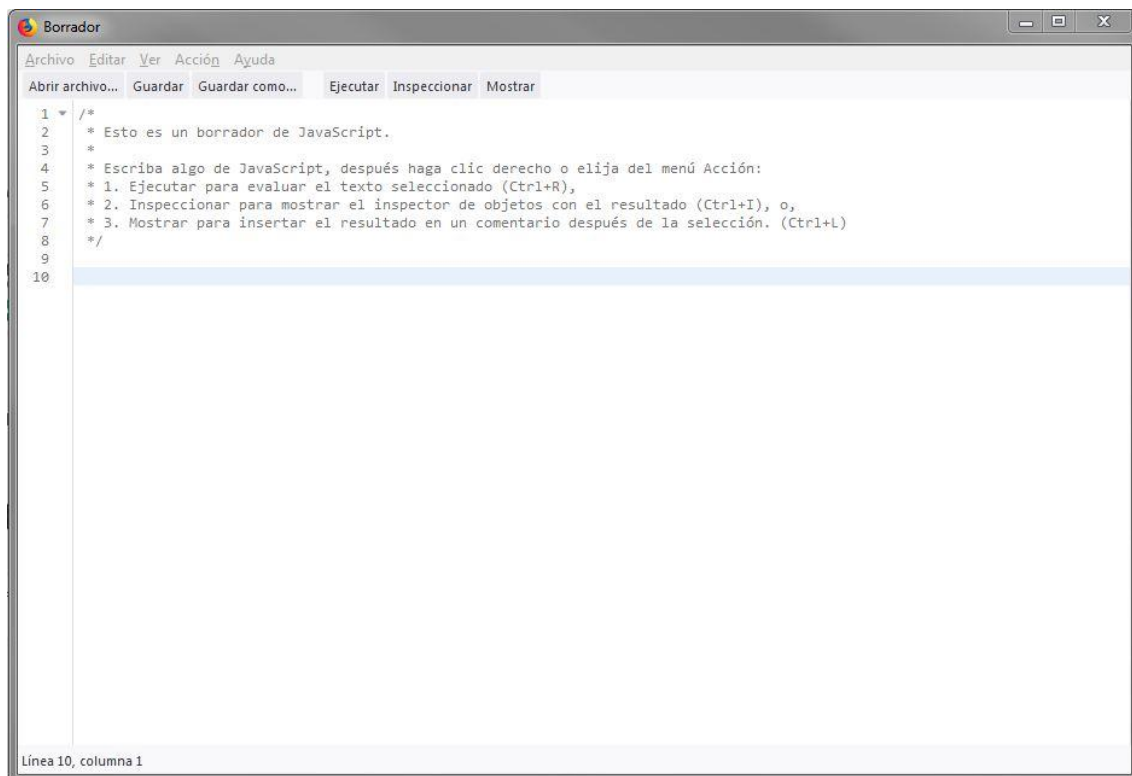 Borrador
Archivo Editar Ver Acción Ayuda
Abrir archivo... Guardar Guardar como... Ejecutar Inspeccionar Mostrar
1 /*
2 * Esto es un borrador de JavaScript.
3 *
4 * Escriba algo de JavaScript, después haga clic derecho o elija del menú Acción:
5 * 1. Ejecutar para evaluar el texto seleccionado (Ctrl+R),
6 * 2. Inspeccionar para mostrar el inspector de objetos con el resultado (Ctrl+I), o,
7 * 3. Mostrar para insertar el resultado en un comentario después de la selección. (Ctrl+L)
8 */
9
10
Línea 10, columna 1